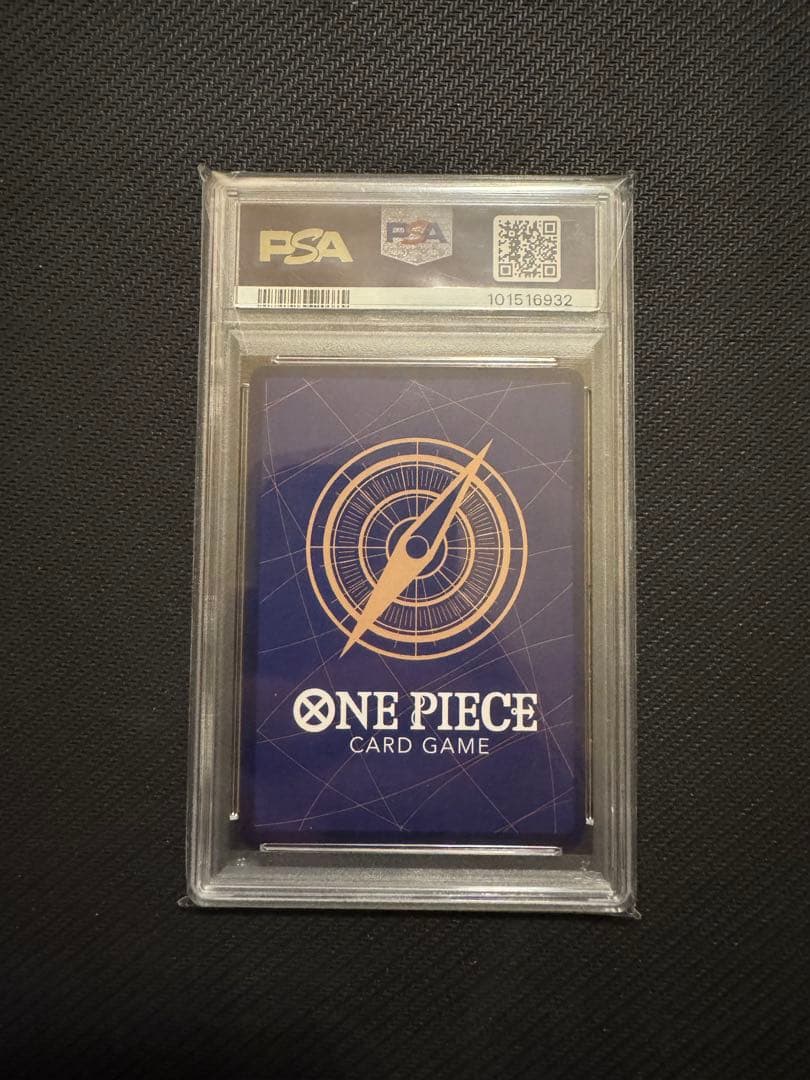 PSA
PSA
101516932
ONE PIECE
CARD GAME